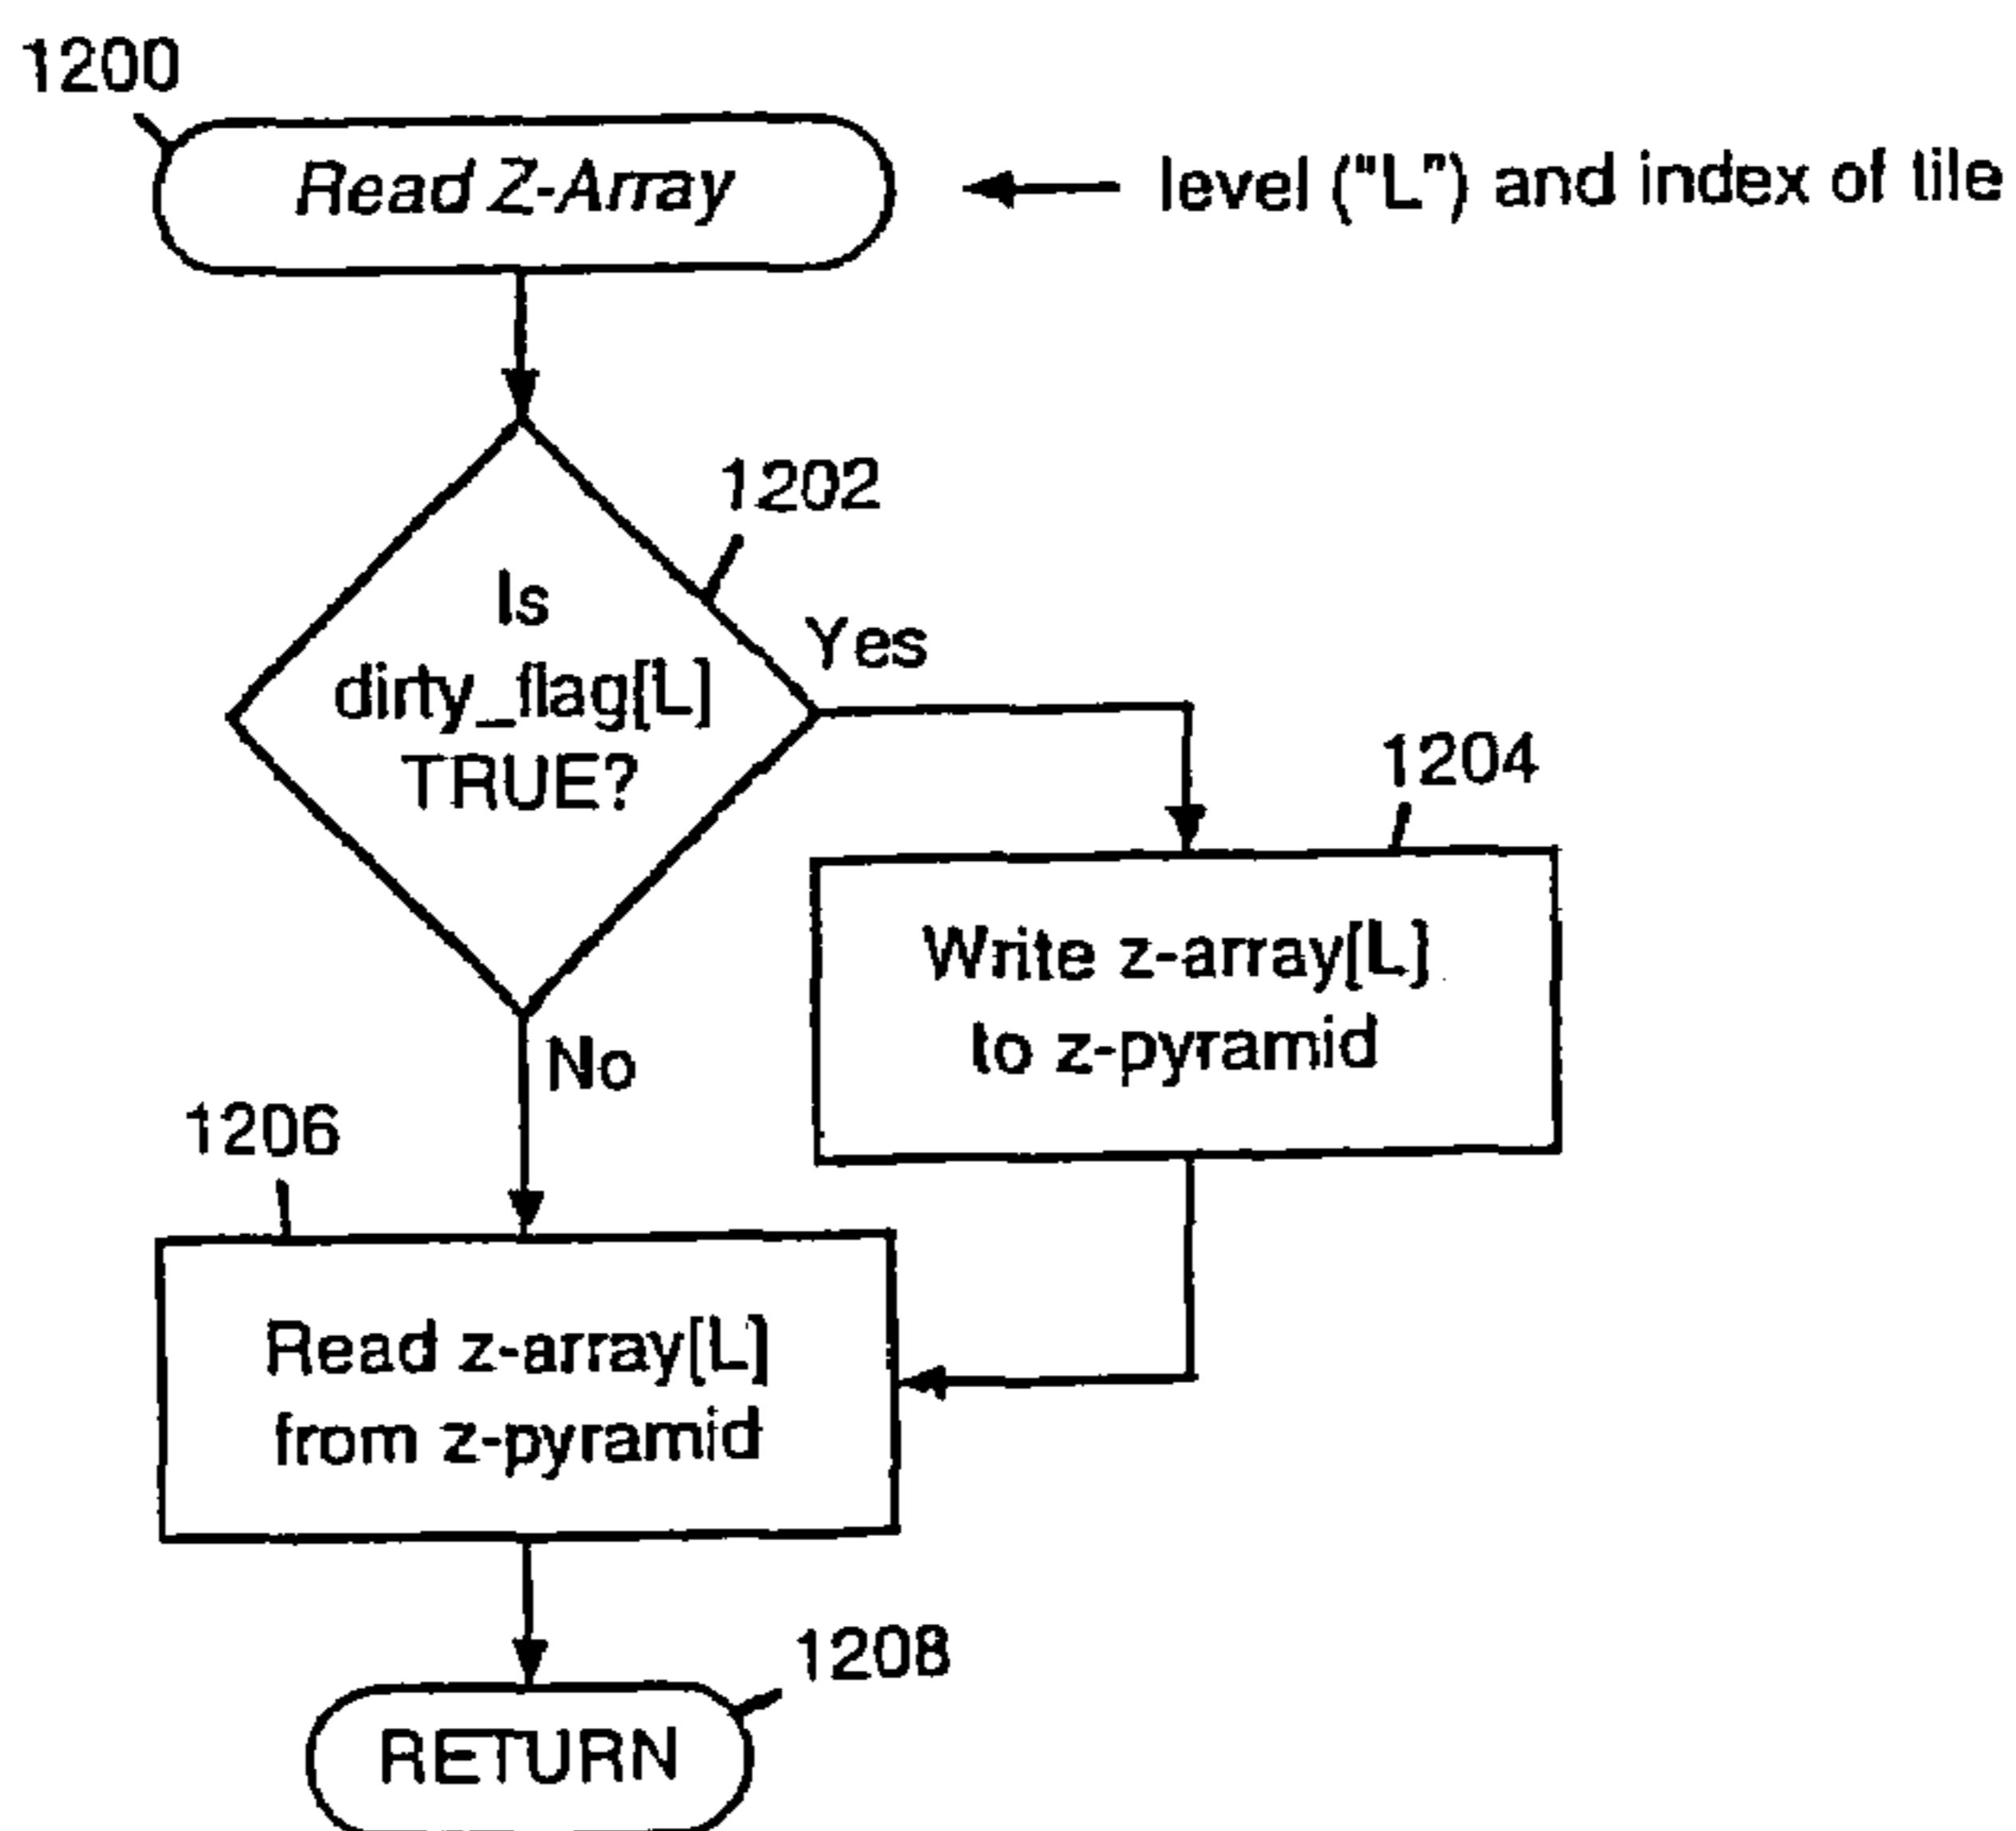 1200
Read Z-Array
level ("L") and index of tile
1202
Is
dirty_flag[L]
TRUE?
Yes
1204
Write z-array[L]
to z-pyramid
No
1206
Read z-array[L]
from z-pyramid
1208
RETURN